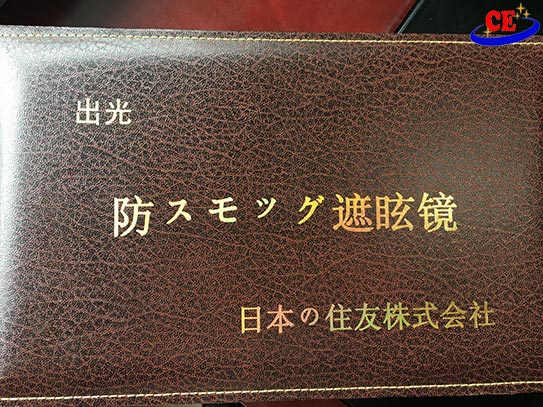 CE
出光
防スモッグ遮眩镜
日本の住友株式会社